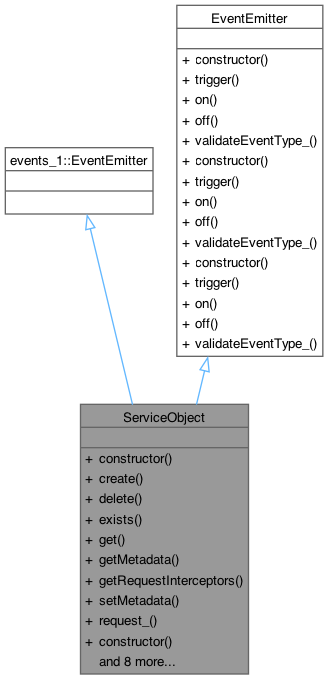 EventEmitter
+ constructor()
+ trigger()
+ on()
+ off()
+ validateEventType_()
+ constructor()
+ trigger()
+ on()
+ off()
+ validateEventType_()
+ constructor()
+ trigger()
+ on()
+ off()
+ validateEventType_()
events_1::EventEmitter
ServiceObject
+ constructor()
+ create()
+ delete()
+ exists()
+ get()
+ getMetadata()
+ getRequestInterceptors()
+ setMetadata()
+ request_()
+ constructor()
and 8 more...